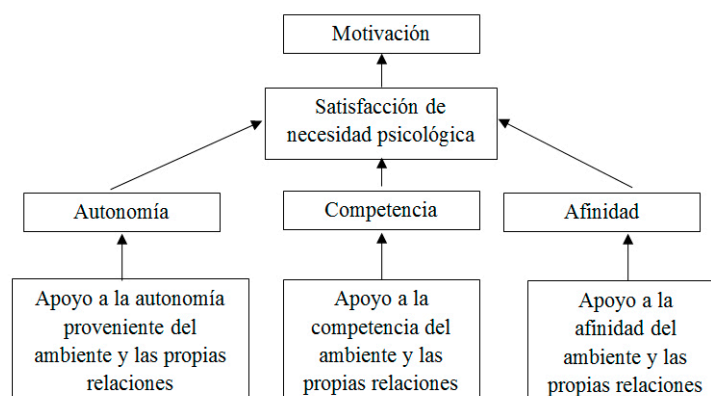 Motivación
Satisfacción de
necesidad psicológica
Autonomía
Competencia
Afinidad
Apoyo a la autonomía
proveniente del
ambiente y las propias
relaciones
Apoyo a la
competencia del
ambiente y las
propias relaciones
Apoyo a la
afinidad del
ambiente y las
propias relaciones